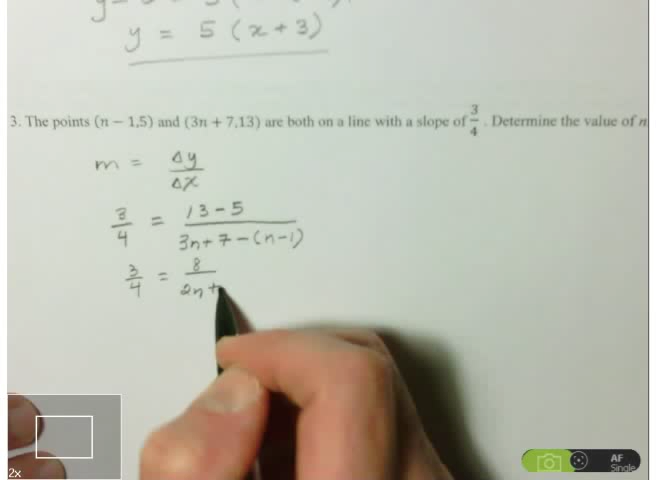 y = 5 (x + 3)
3. The points (n − 1,5) and (3n + 7,13) are both on a line with a slope of 3/4 . Determine the value of n
m = Δy/Δx
3/4 = 13 - 5/3n + 7 - (n - 1)
3/4 = 8/2n +
2x
AF
Single